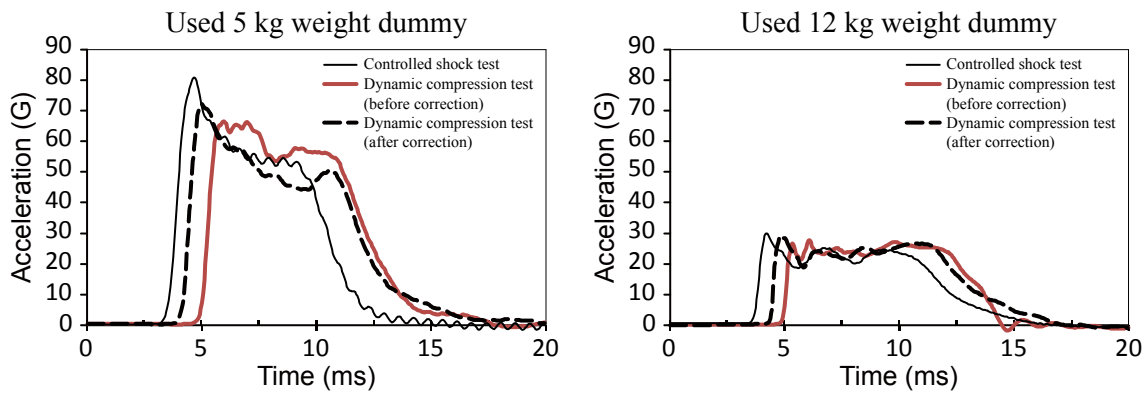 Used 5 kg weight dummy
90
80
70
60
50
40
30
20
10
0
0
5
10
15
20
Acceleration (G)
Time (ms)
Controlled shock test
Dynamic compression test
(before correction)
Dynamic compression test
(after correction)
Used 12 kg weight dummy
90
80
70
60
50
40
30
20
10
0
0
5
10
15
20
Acceleration (G)
Time (ms)
Controlled shock test
Dynamic compression test
(before correction)
Dynamic compression test
(after correction)